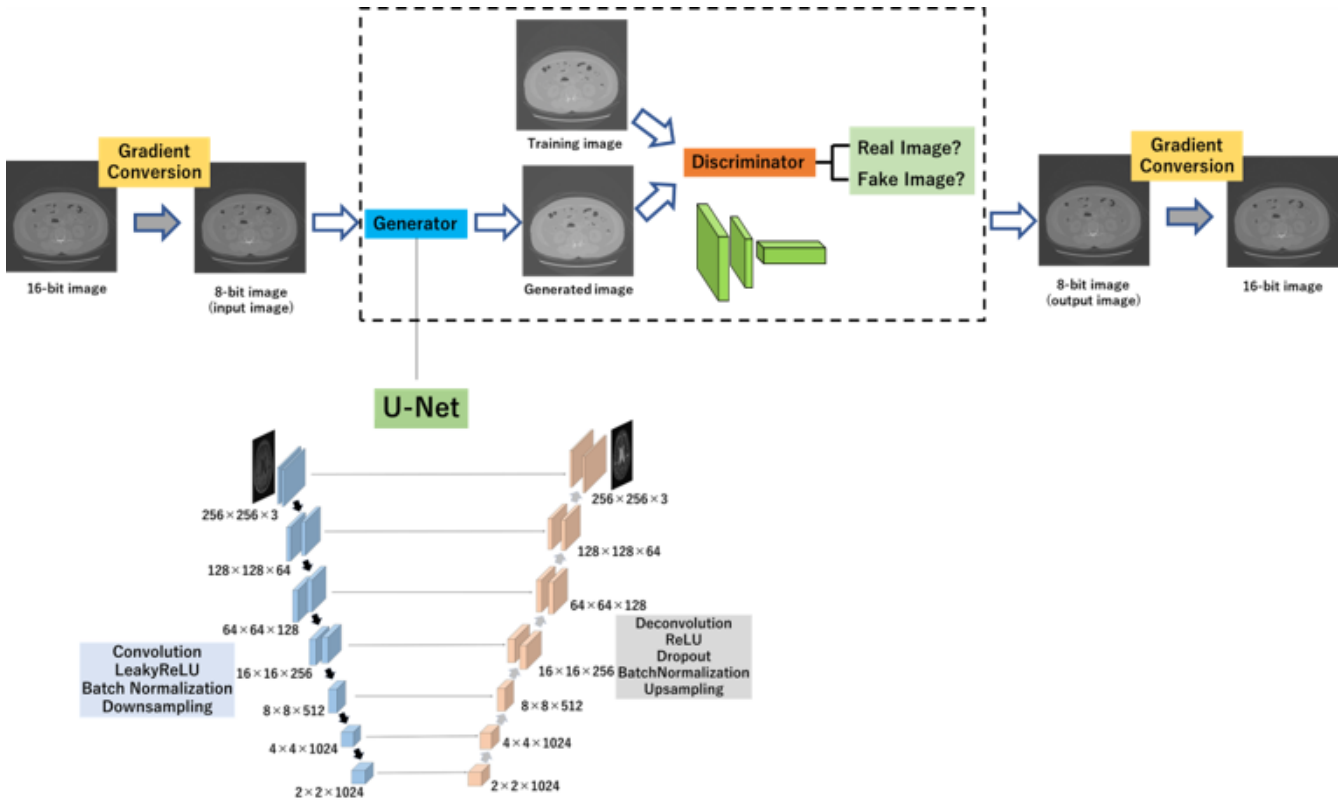 Gradient
Conversion
16-bit image
8-bit image
(input image)
Generator
Training image
Generated image
Discriminator
Real Image?
Fake Image?
Gradient
Conversion
8-bit image
(output image)
16-bit image
U-Net
256×256×3
128×128×64
64×64×128
16×16×256
8×8×512
4×4×1024
2×2×1024
Convolution
LeakyReLU
Batch Normalization
Downsampling
256×256×3
128×128×64
64×64×128
16×16×256
8×8×512
4×4×1024
2×2×1024
Deconvolution
ReLU
Dropout
BatchNormalization
Upsampling